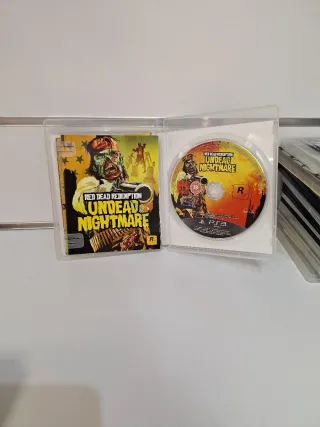 RED DEAD REDEMPTION
UNDEAD
NIGHTMARE
R
RED DEAD REDEMPTION
UNDEAD
NIGHTMARE
R
PS3